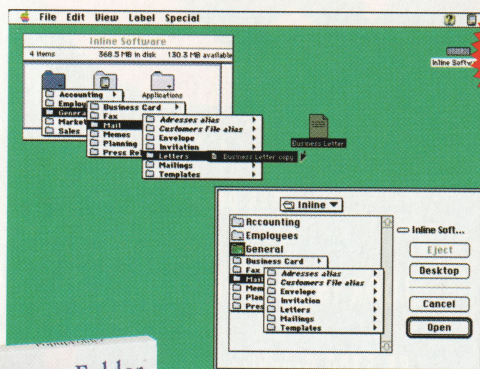 File Edit View Label Special
Inline Software
4 items 368.5 MB in disk 130.3 MB available
Inline Softw
Applications
Accounting
Employ
General
Market
Sales
Business Card
Fax
Mail
Memos
Planning
Press Rel
Adresses alias
Customers File alias
Envelope
Invitation
Letters
Mailings
Templates
Business Letter copy
Business Letter
Inline
Accounting
Employees
General
Business Card
Fax
Mail
Mem
Plan
Pres
Adresses alias
Customers File alias
Envelope
Invitation
Letters
Mailings
Templates
Inline Soft...
Eject
Desktop
Cancel
Open
Folder